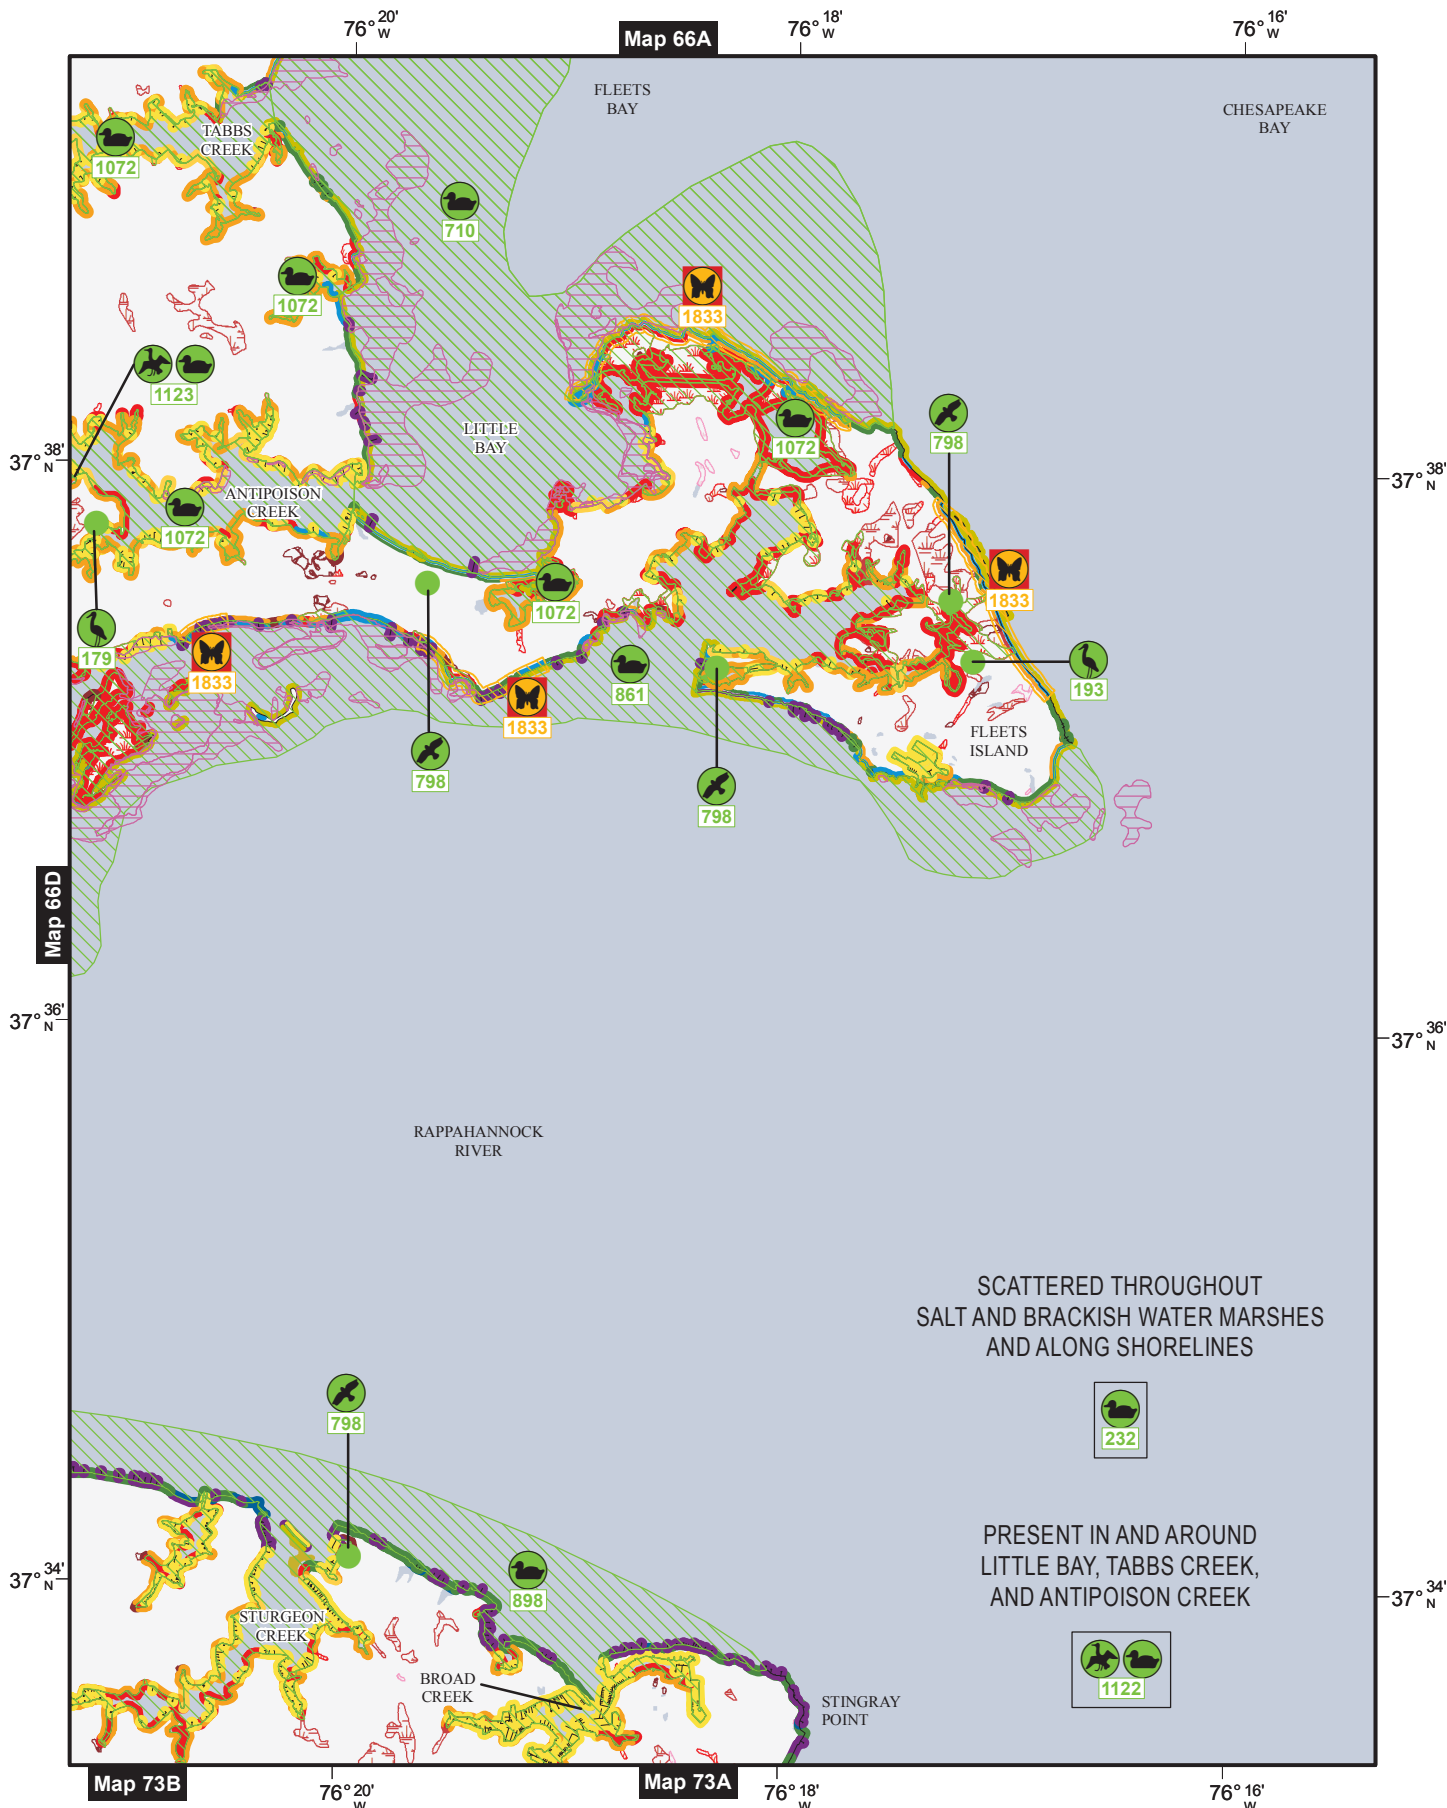 76° 20' W
Map 66A
76° 18' W
76° 16' W
FLEETS
BAY
CHESAPEAKE
BAY
TABBS
CREEK
1072
710
1072
1833
1123
LITTLE
BAY
1072
798
37° 38' N
37° 38' N
ANTIPOISON
CREEK
1072
1072
1833
179
1833
861
193
1833
FLEETS
ISLAND
798
798
Map 66D
37° 36' N
37° 36' N
RAPPAHANNOCK
RIVER
SCATTERED THROUGHOUT
SALT AND BRACKISH WATER MARSHES
AND ALONG SHORELINES
232
798
PRESENT IN AND AROUND
LITTLE BAY, TABBS CREEK,
AND ANTIPOISON CREEK
1122
37° 34' N
37° 34' N
898
STURGEON
CREEK
BROAD
CREEK
STINGRAY
POINT
Map 73B
76° 20' W
Map 73A
76° 18' W
76° 16' W